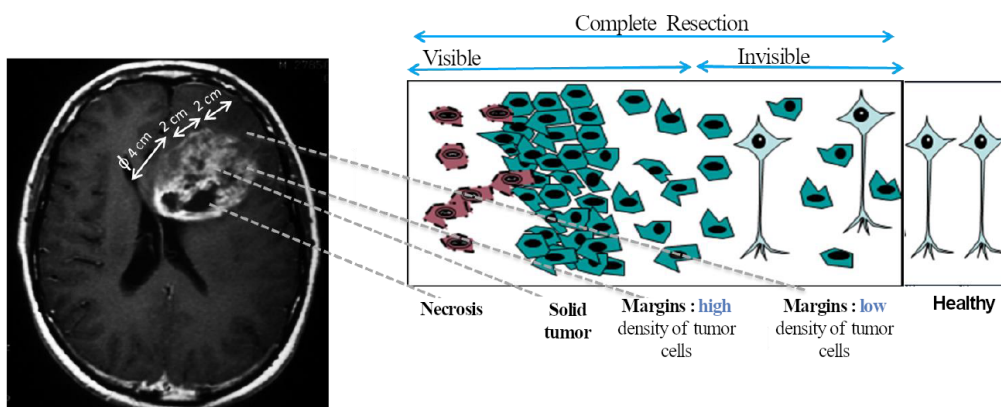 Complete Resection
Visible
Invisible
ϕ 4 cm
2 cm
2 cm
Necrosis
Solid
tumor
Margins : high
density of tumor
cells
Margins : low
density of tumor
cells
Healthy